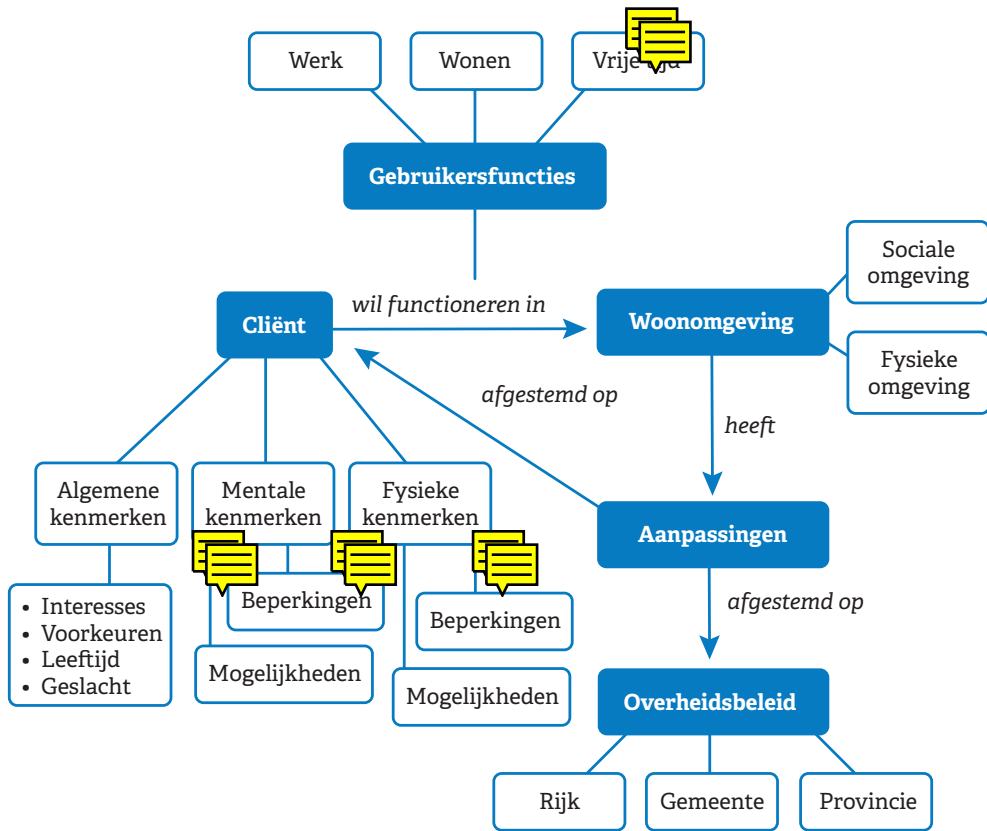 Werk
Wonen
Vrije tijd
Gebruikersfuncties
Sociale
omgeving
wil functioneren in
Cliënt
Woonomgeving
Fysieke
omgeving
afgestemd op
heeft
Algemene
kenmerken
Mentale
kenmerken
Fysieke
kenmerken
Aanpassingen
• Interesses
• Voorkeuren
• Leeftijd
• Geslacht
Beperkingen
Beperkingen
afgestemd op
Mogelijkheden
Mogelijkheden
Overheidsbeleid
Rijk
Gemeente
Provincie